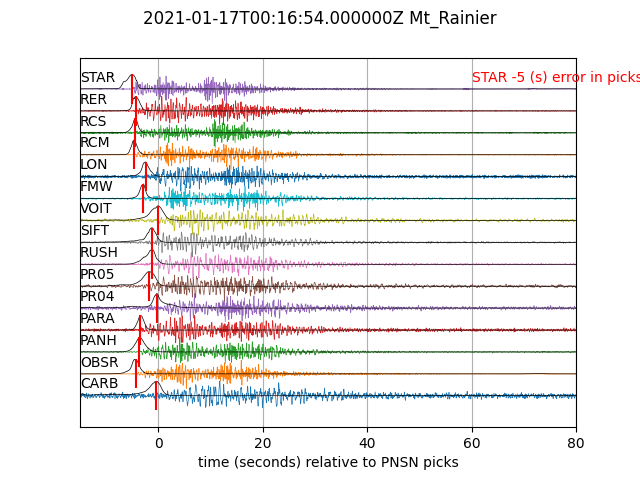 2021-01-17T00:16:54.000000Z Mt_Rainier
STAR
STAR -5 (s) error in picks
RER
RCS
RCM
LON
FMW
VOIT
SIFT
RUSH
PR05
PR04
PARA
PANH
OBSR
CARB
0 20 40 60 80
time (seconds) relative to PNSN picks